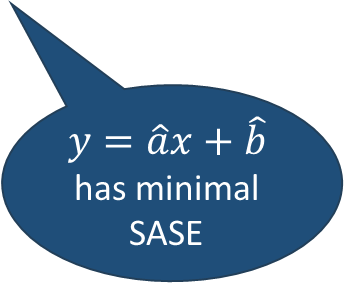 y = âx + b̂
has minimal
SASE